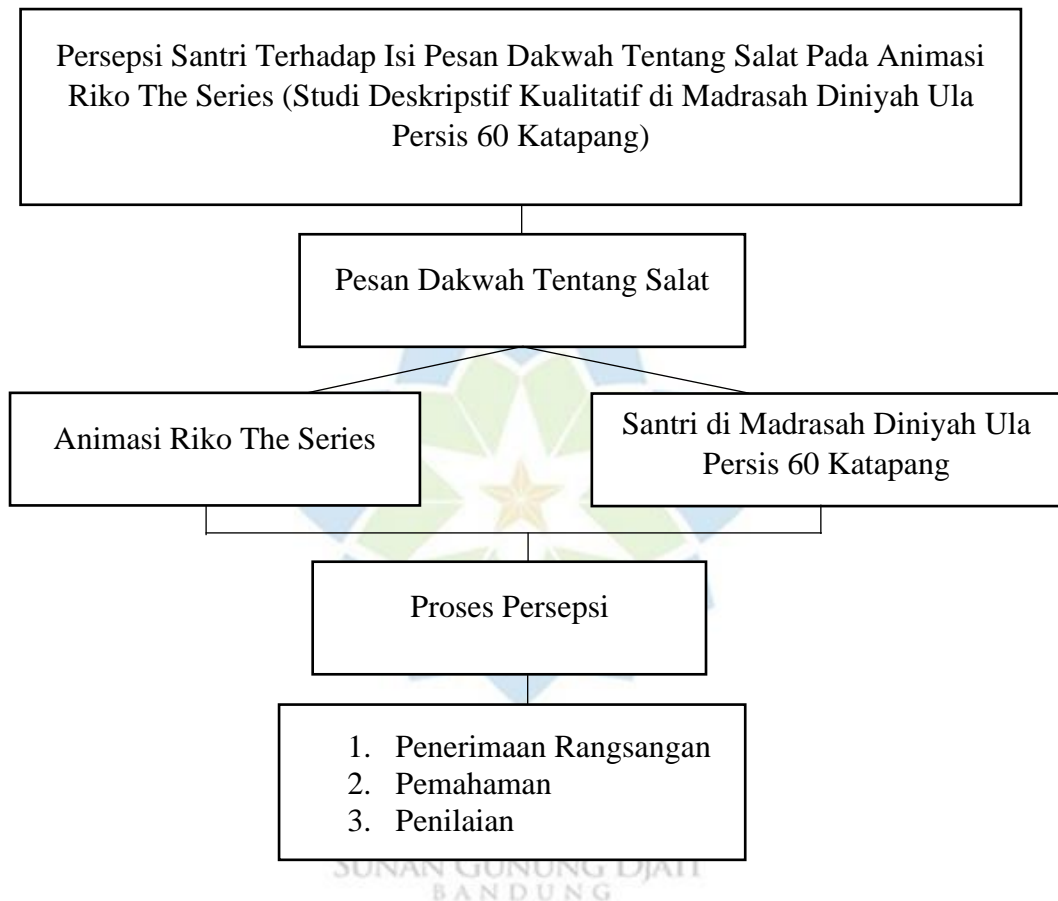 Persepsi Santri Terhadap Isi Pesan Dakwah Tentang Salat Pada Animasi
Riko The Series (Studi Deskripstif Kualitatif di Madrasah Diniyah Ula
Persis 60 Katapang)
Pesan Dakwah Tentang Salat
Animasi Riko The Series
Santri di Madrasah Diniyah Ula
Persis 60 Katapang
Proses Persepsi
1. Penerimaan Rangsangan
2. Pemahaman
3. Penilaian
SUNAN GUNUNG DJATI
BANDUNG